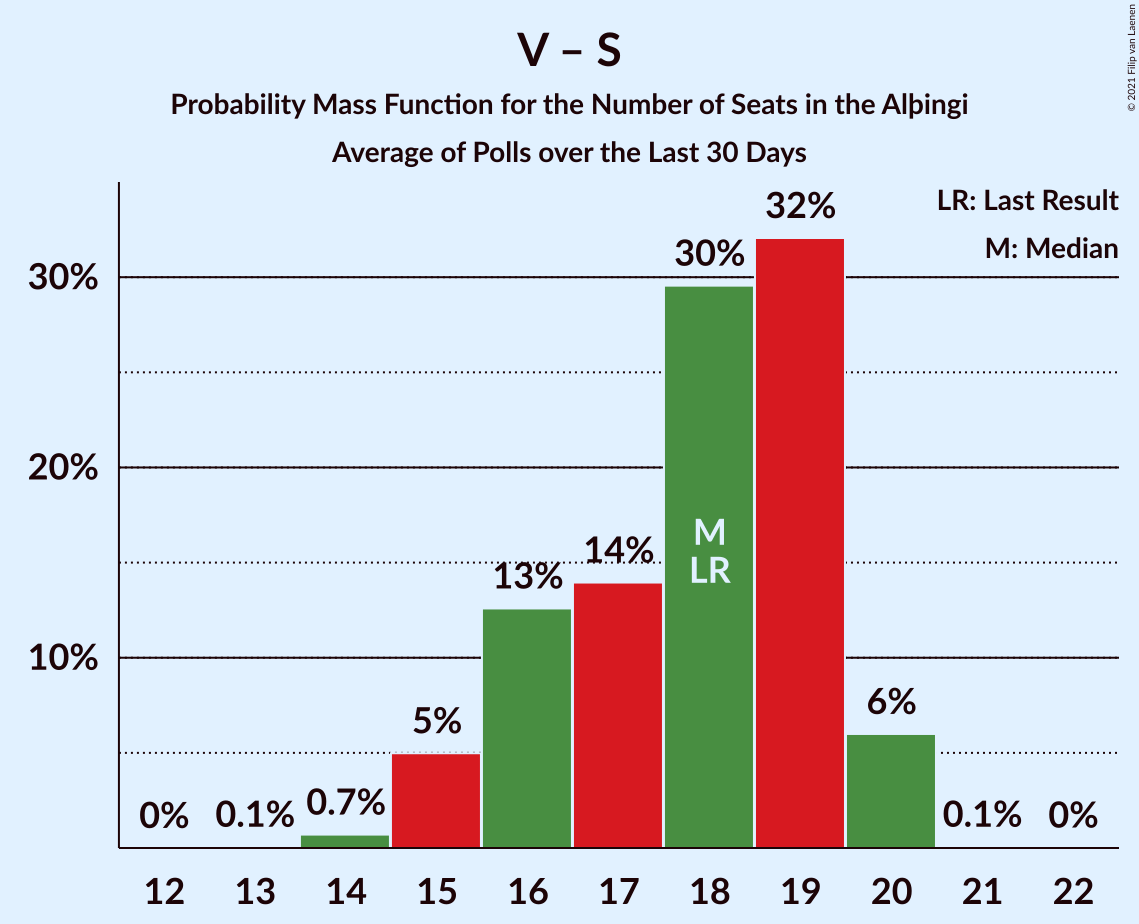 V – S
Probability Mass Function for the Number of Seats in the Alþingi
Average of Polls over the Last 30 Days
© 2021 Filip van Laenen
LR: Last Result
M: Median
30%
20%
10%
0%
0.1%
0.7%
5%
13%
14%
30%
32%
6%
0.1%
0%
M
LR
12 13 14 15 16 17 18 19 20 21 22